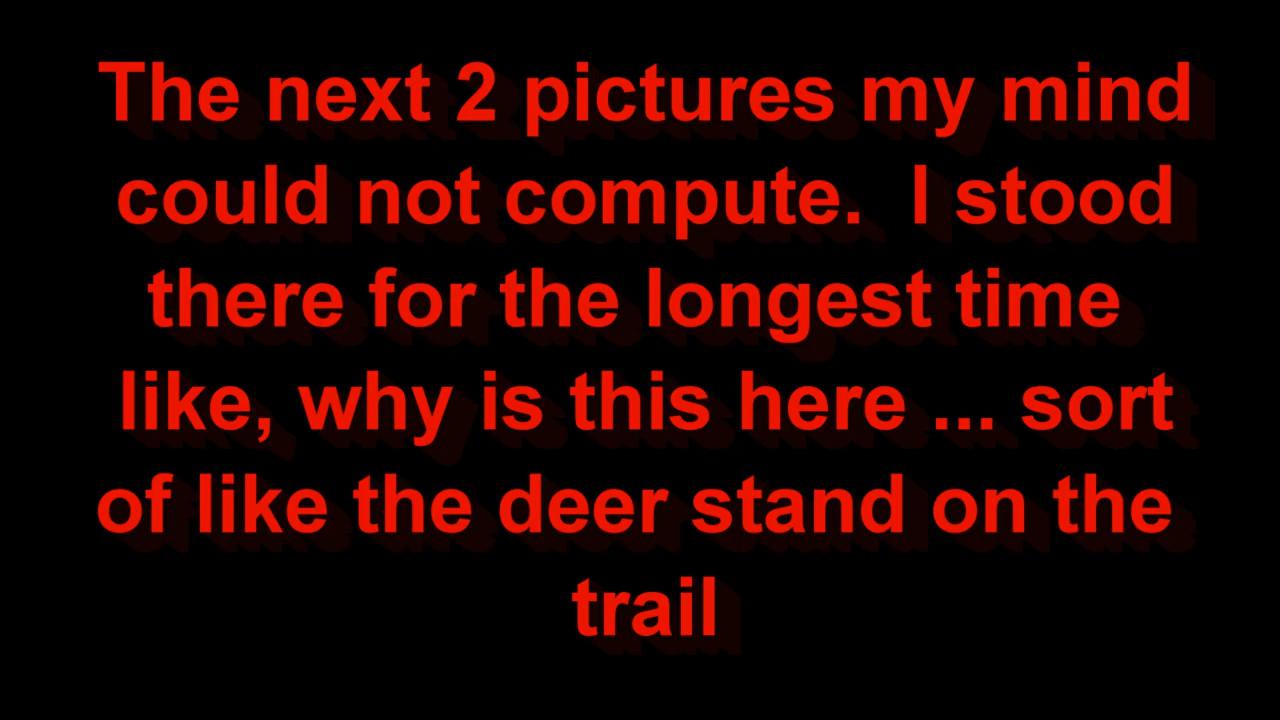 The next 2 pictures my mind
could not compute.  I stood
there for the longest time
like, why is this here ... sort
of like the deer stand on the
trail